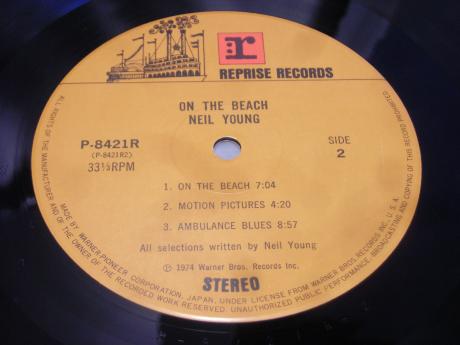 r
REPRISE RECORDS
ON THE BEACH
NEIL YOUNG
P-8421R
(P-8421R2)
33⅓RPM
SIDE
2
1. ON THE BEACH 7:04
2. MOTION PICTURES 4:20
3. AMBULANCE BLUES 8:57
All selections written by Neil Young
Ⓟ 1974 Warner Bros. Records Inc.
STEREO
MADE BY WARNER-PIONEER CORPORATION, JAPAN, UNDER LICENSE FROM WARNER BROS RECORDS INC., U.S.A.
ALL RIGHTS OF THE MANUFACTURER AND OF THE OWNER OF THE RECORDED WORK RESERVED. UNAUTHORIZED PUBLIC PERFORMANCE, BROADCASTING AND COPYING OF THIS RECORD PROHIBITED